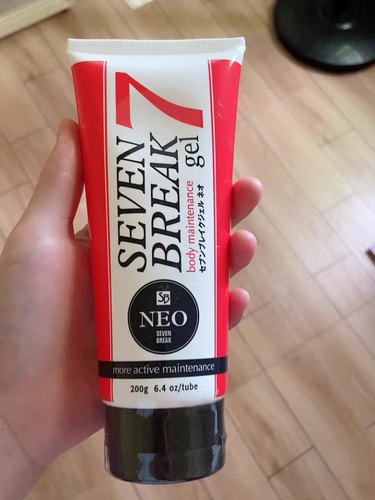 SEVEN 7
BREAK gel
body maintenance
セブンブレイクジェル ネオ
SB
NEO
SEVEN
BREAK
more active maintenance
200g 6.4 oz/tube